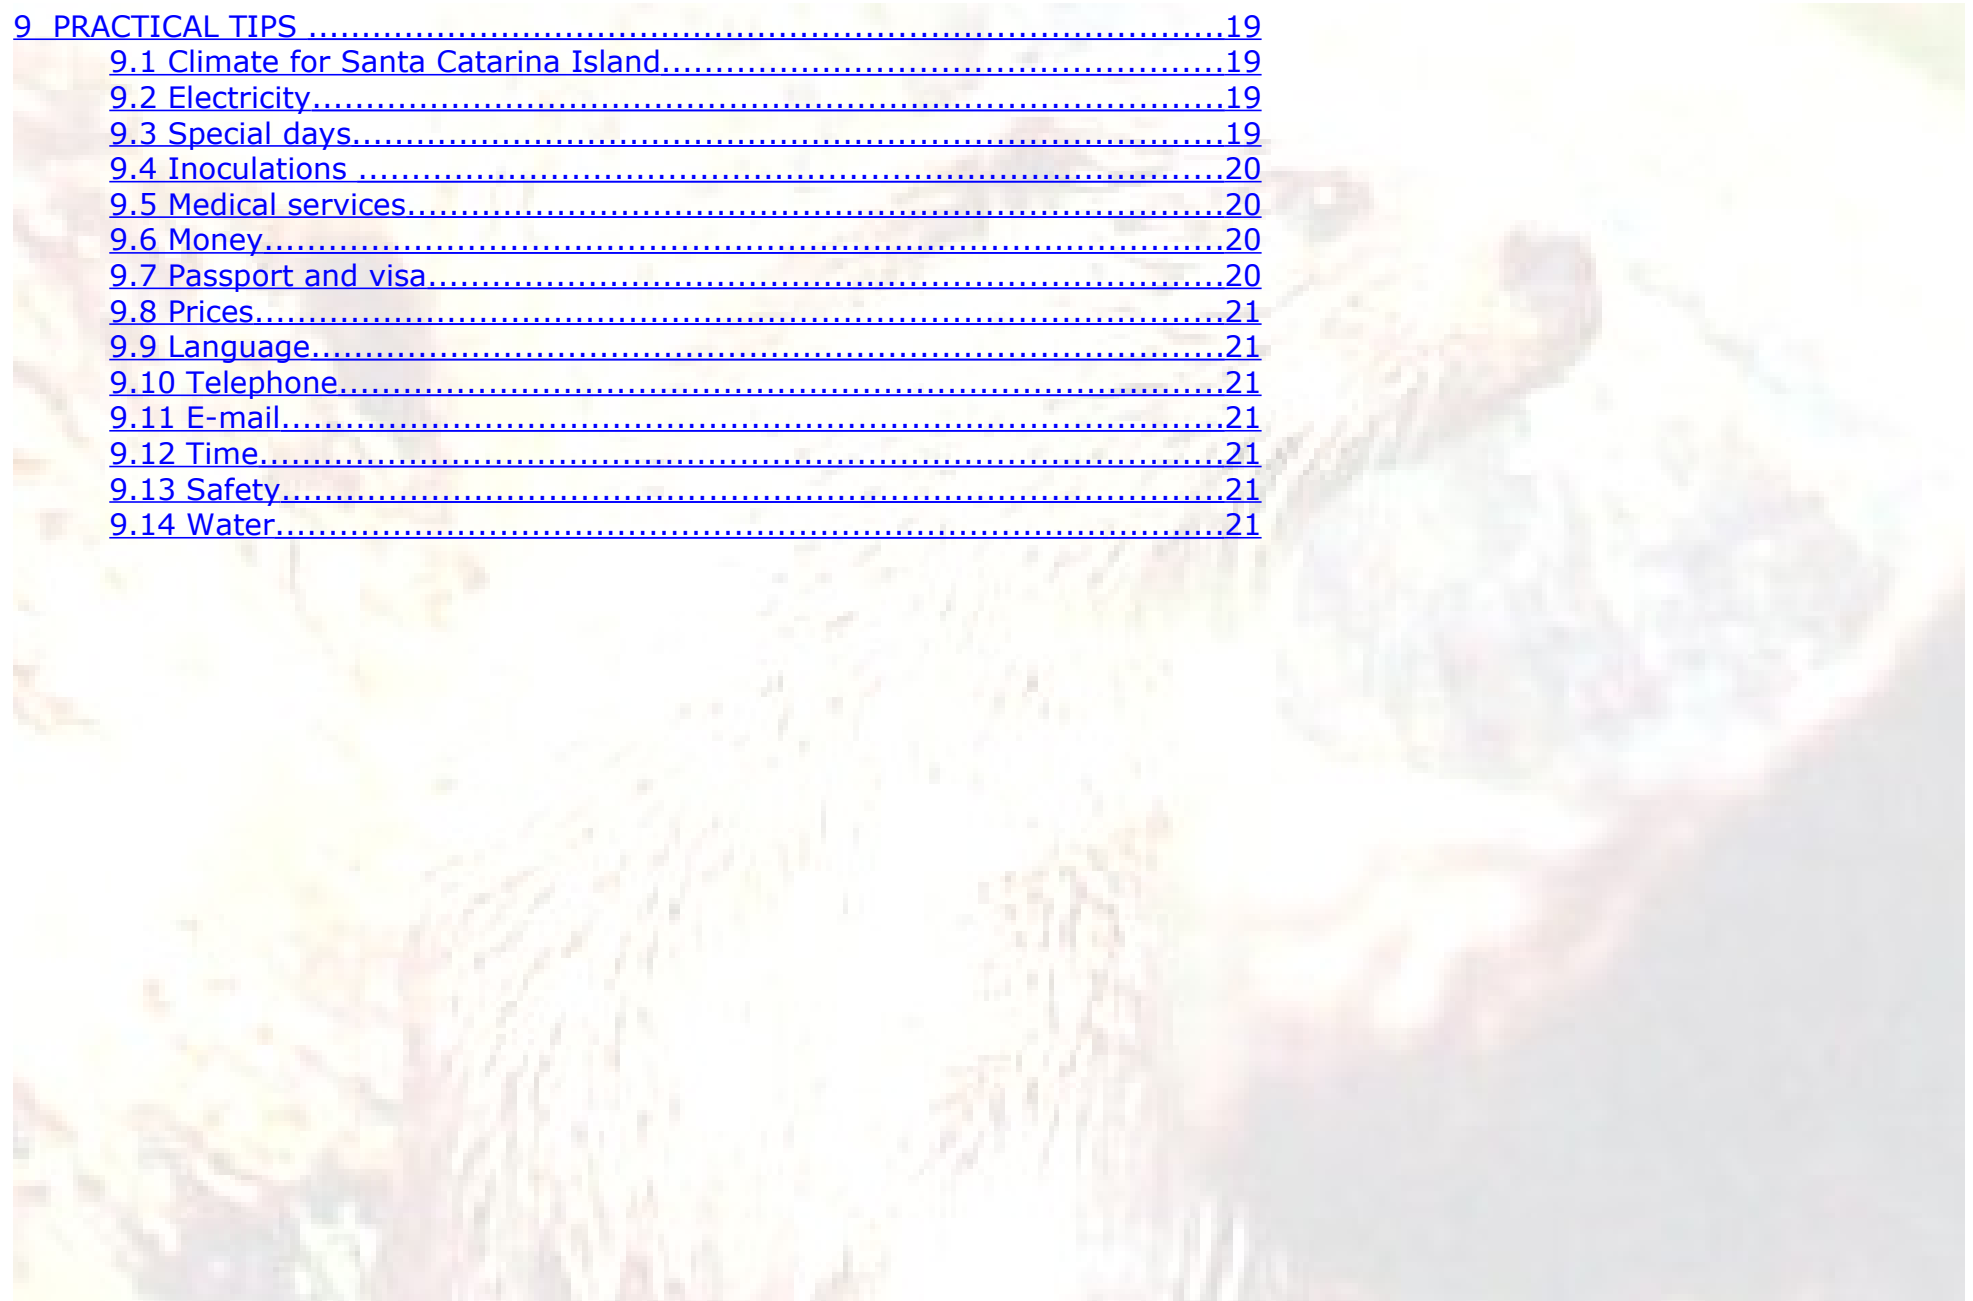 9  PRACTICAL TIPS ......................................................................................19
9.1 Climate for Santa Catarina Island.....................................................19
9.2 Electricity......................................................................................19
9.3 Special days..................................................................................19
9.4 Inoculations .................................................................................20
9.5 Medical services.............................................................................20
9.6 Money..........................................................................................20
9.7 Passport and visa...........................................................................20
9.8 Prices...........................................................................................21
9.9 Language......................................................................................21
9.10 Telephone...................................................................................21
9.11 E-mail.........................................................................................21
9.12 Time...........................................................................................21
9.13 Safety.........................................................................................21
9.14 Water.........................................................................................21